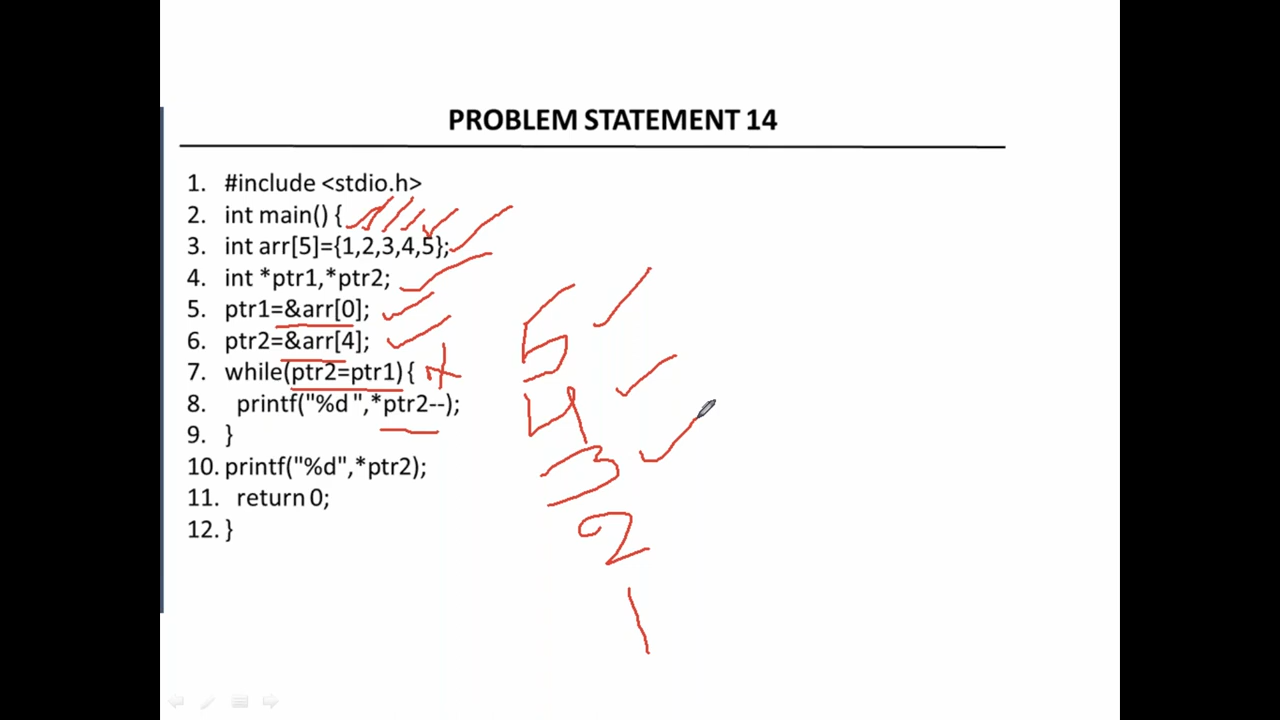 PROBLEM STATEMENT 14
1. #include <stdio.h>
2. int main() {
3. int arr[5]={1,2,3,4,5};
4. int *ptr1,*ptr2;
5. ptr1=&arr[0];
6. ptr2=&arr[4];
7. while(ptr2=ptr1) {
8. printf("%d ",*ptr2--);
9. }
10. printf("%d",*ptr2);
11. return 0;
12. }
5
4
3
2
1